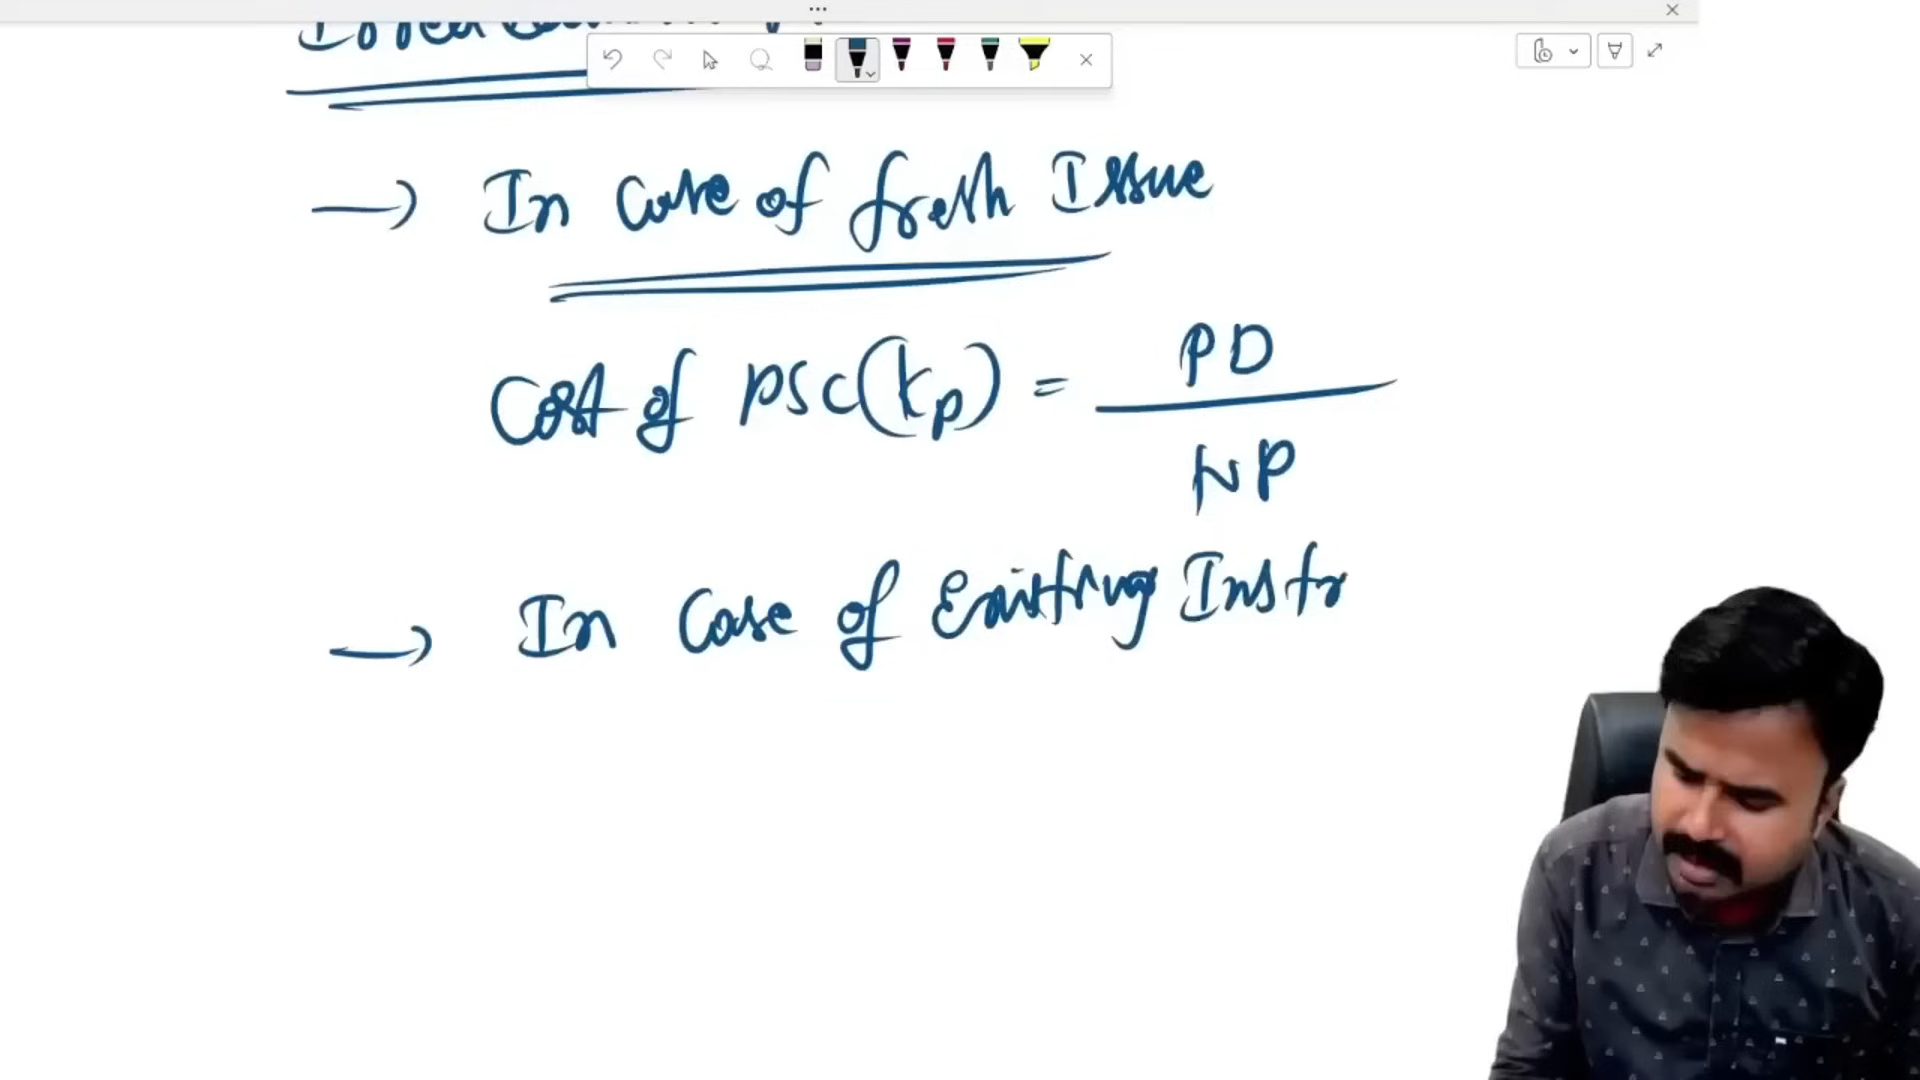 → In Case of fresh Issue
Cost of PSC (Kp) = PD / NP
→ In Case of Existing Instr